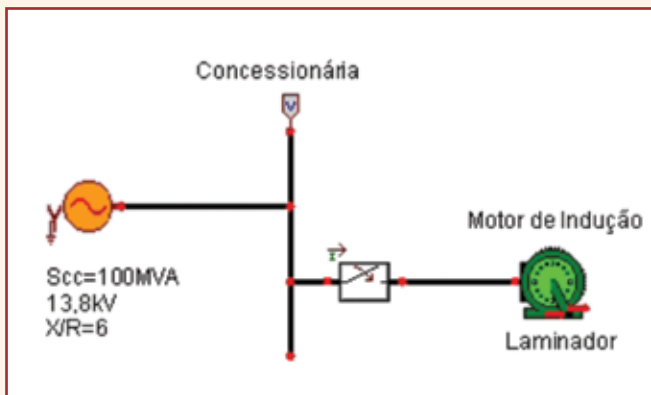 Concessionária
V
Scc=100MVA
13,8kV
X/R=6
I
Motor de Indução
Laminador